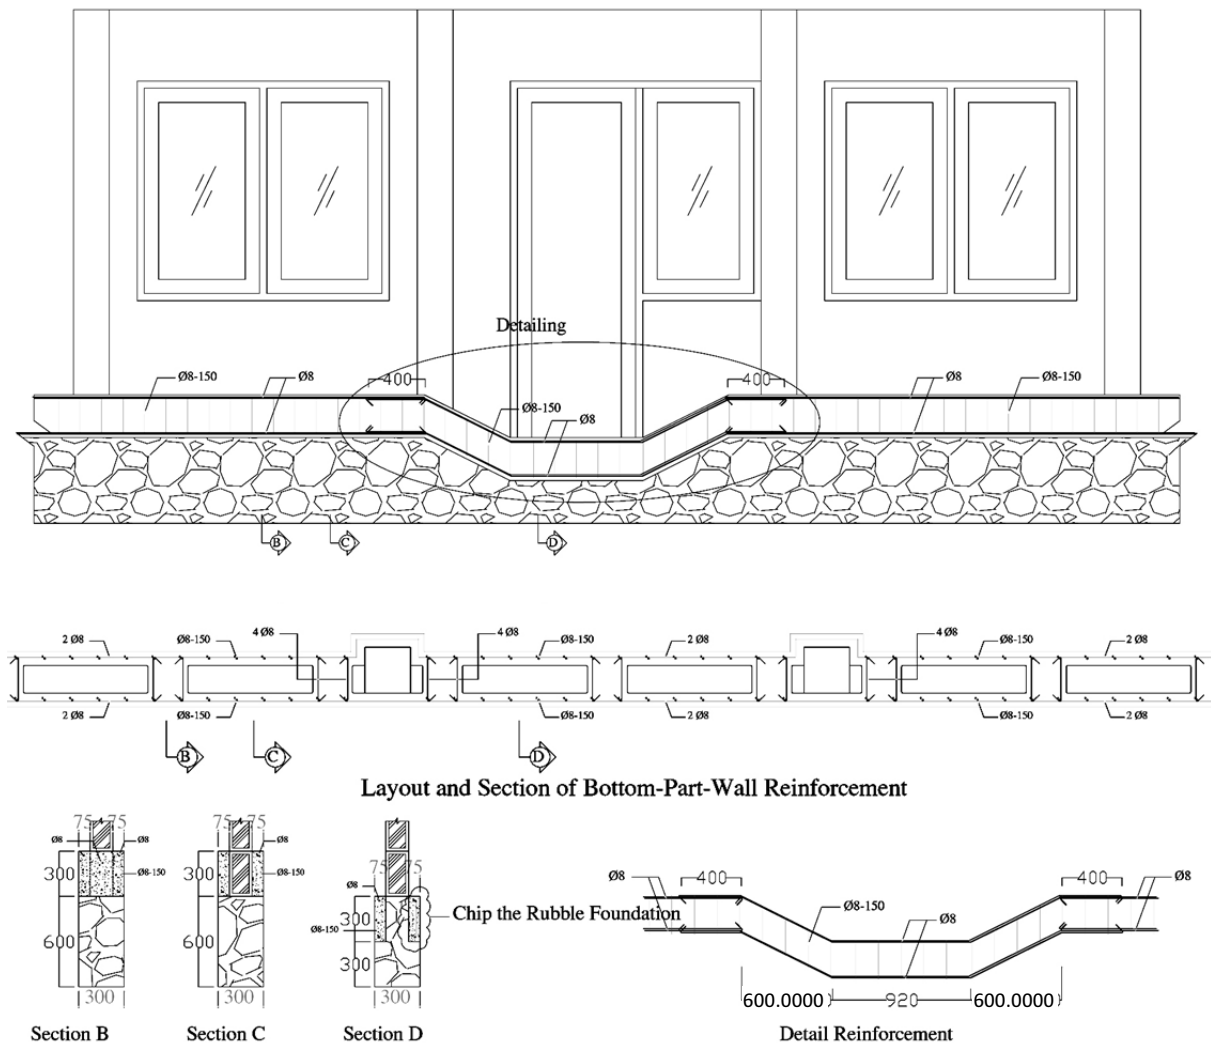 Detailing
Ø8-150
Ø8
400
400
Ø8
Ø8-150
Ø8-150
Ø8
B
C
D
2 Ø8
Ø8-150
4 Ø8
4 Ø8
Ø8-150
2 Ø8
4 Ø8
Ø8-150
2 Ø8
2 Ø8
Ø8-150
Ø8-150
2 Ø8
Ø8-150
2 Ø8
B
C
D
Layout and Section of Bottom-Part-Wall Reinforcement
75
75
Ø8
Ø8
300
Ø8-150
600
300
Section B
75
75
Ø8
300
Ø8-150
600
300
Section C
75
75
Ø8
300
Ø8-150
300
300
Chip the Rubble Foundation
Section D
Ø8
400
400
Ø8
Ø8-150
Ø8
600.0000
920
600.0000
Detail Reinforcement